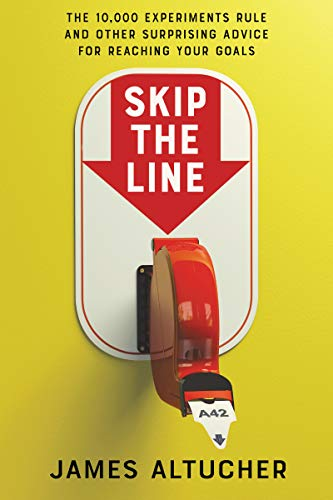 THE 10,000 EXPERIMENTS RULE
AND OTHER SURPRISING ADVICE
FOR REACHING YOUR GOALS
SKIP
THE
LINE
A42
JAMES ALTUCHER